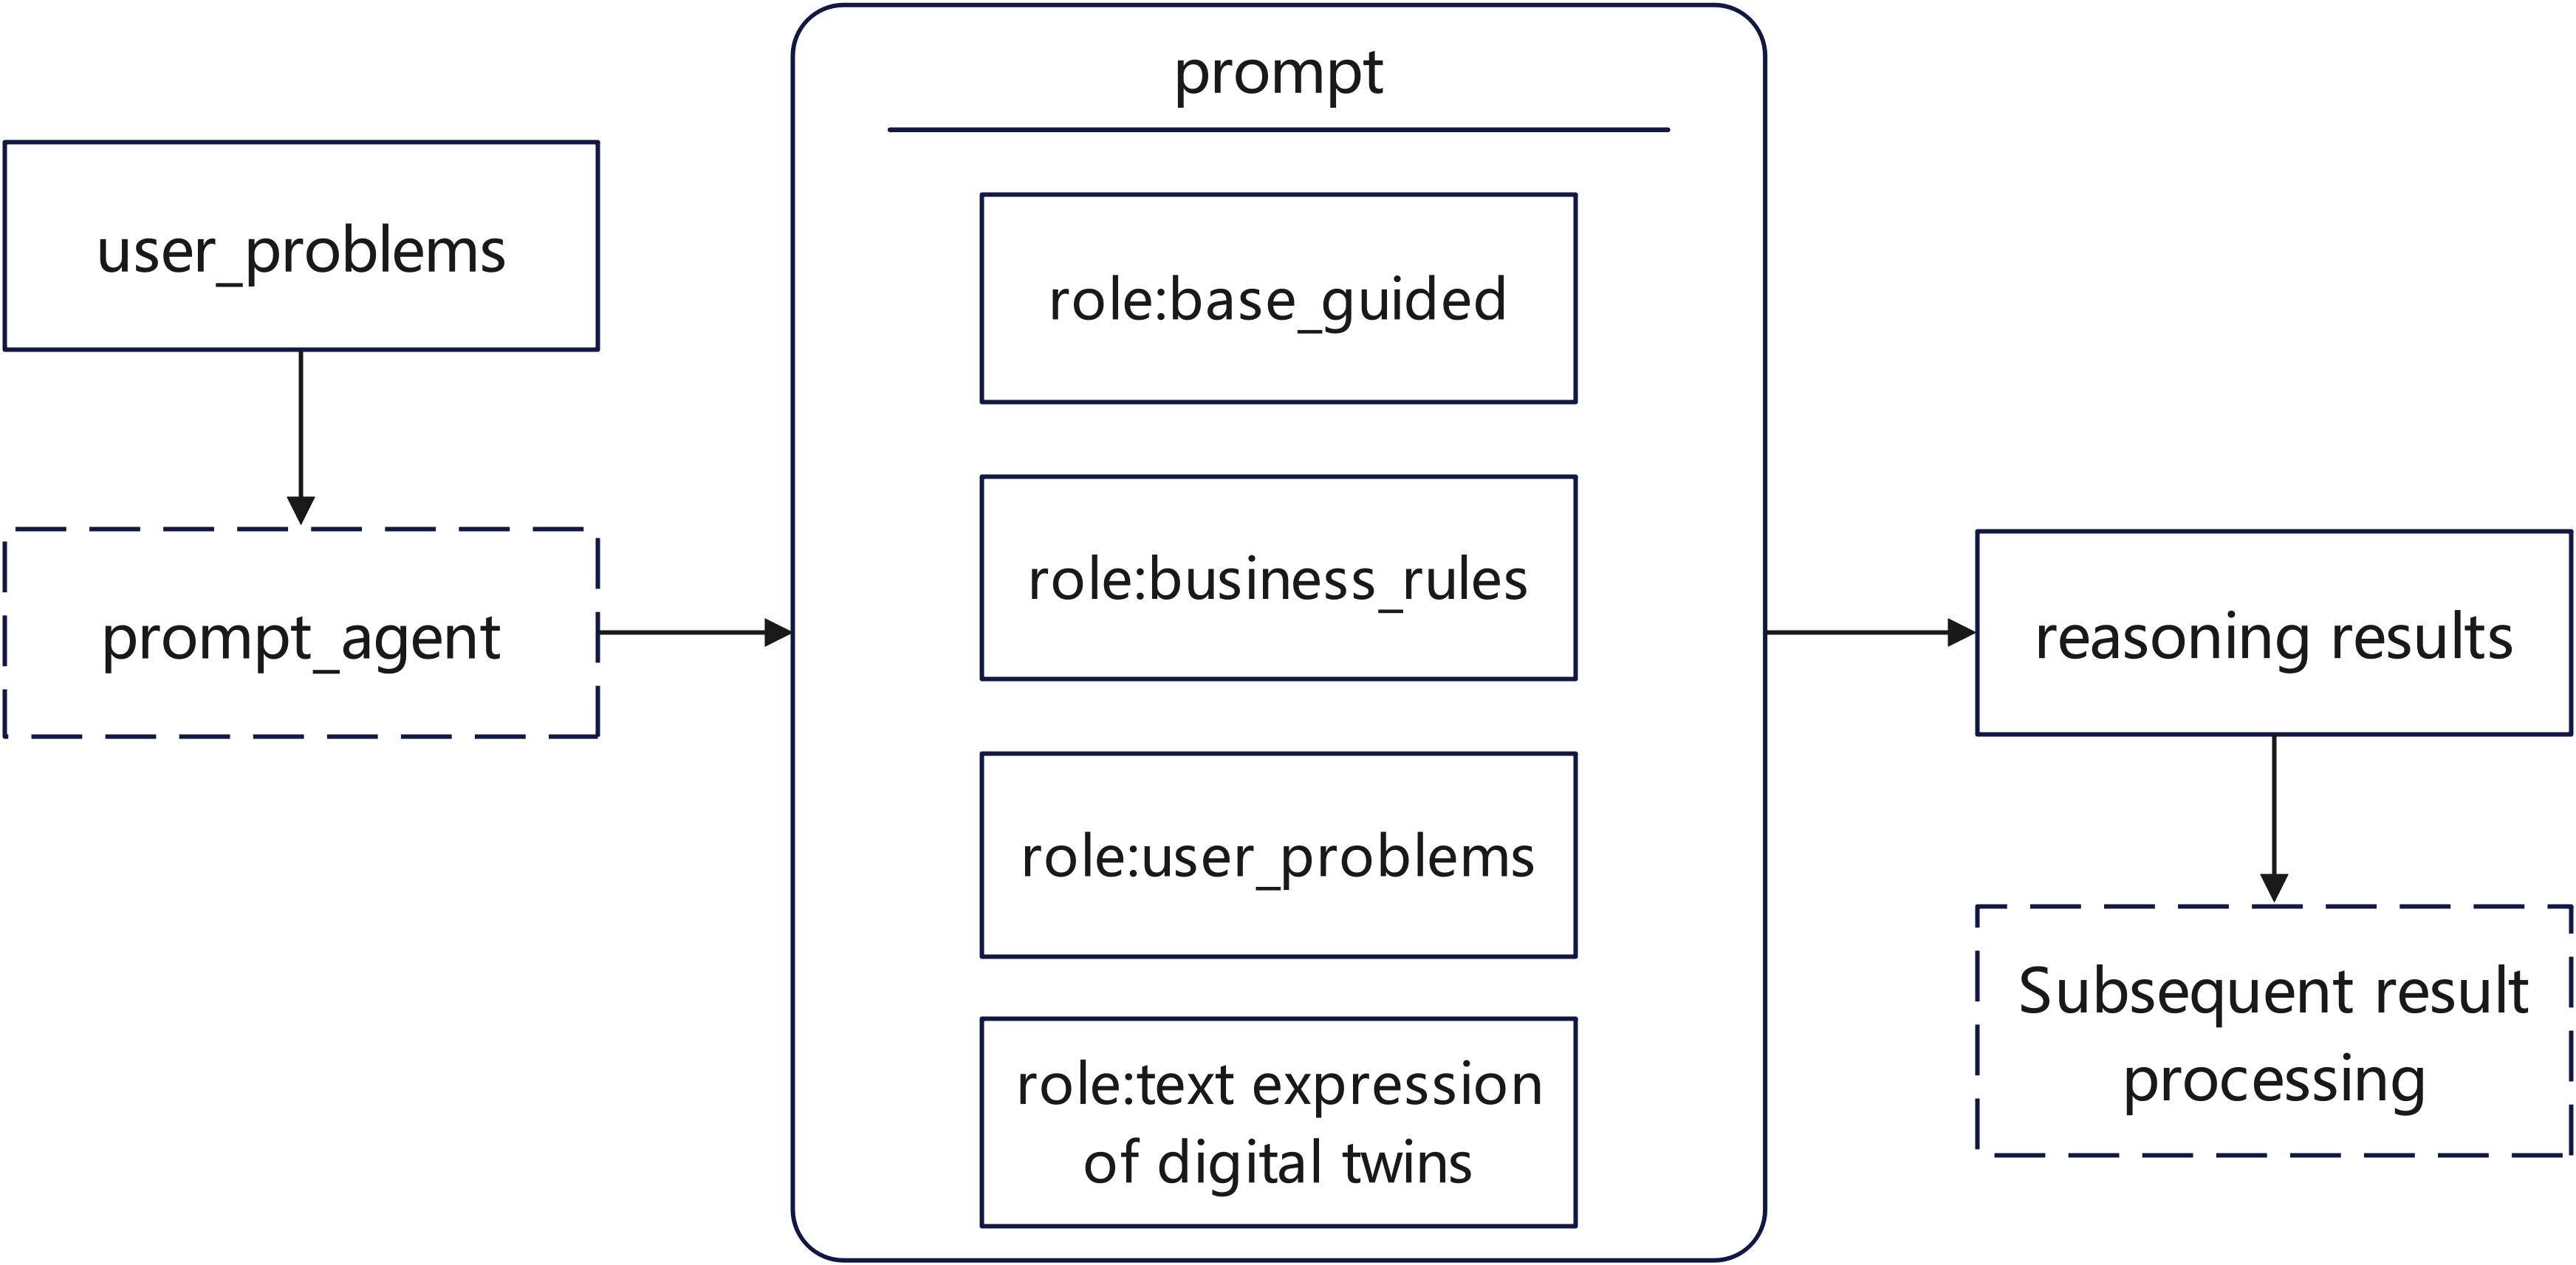 user_problems
prompt_agent
prompt
role:base_guided
role:business_rules
role:user_problems
role:text expression
of digital twins
reasoning results
Subsequent result
processing